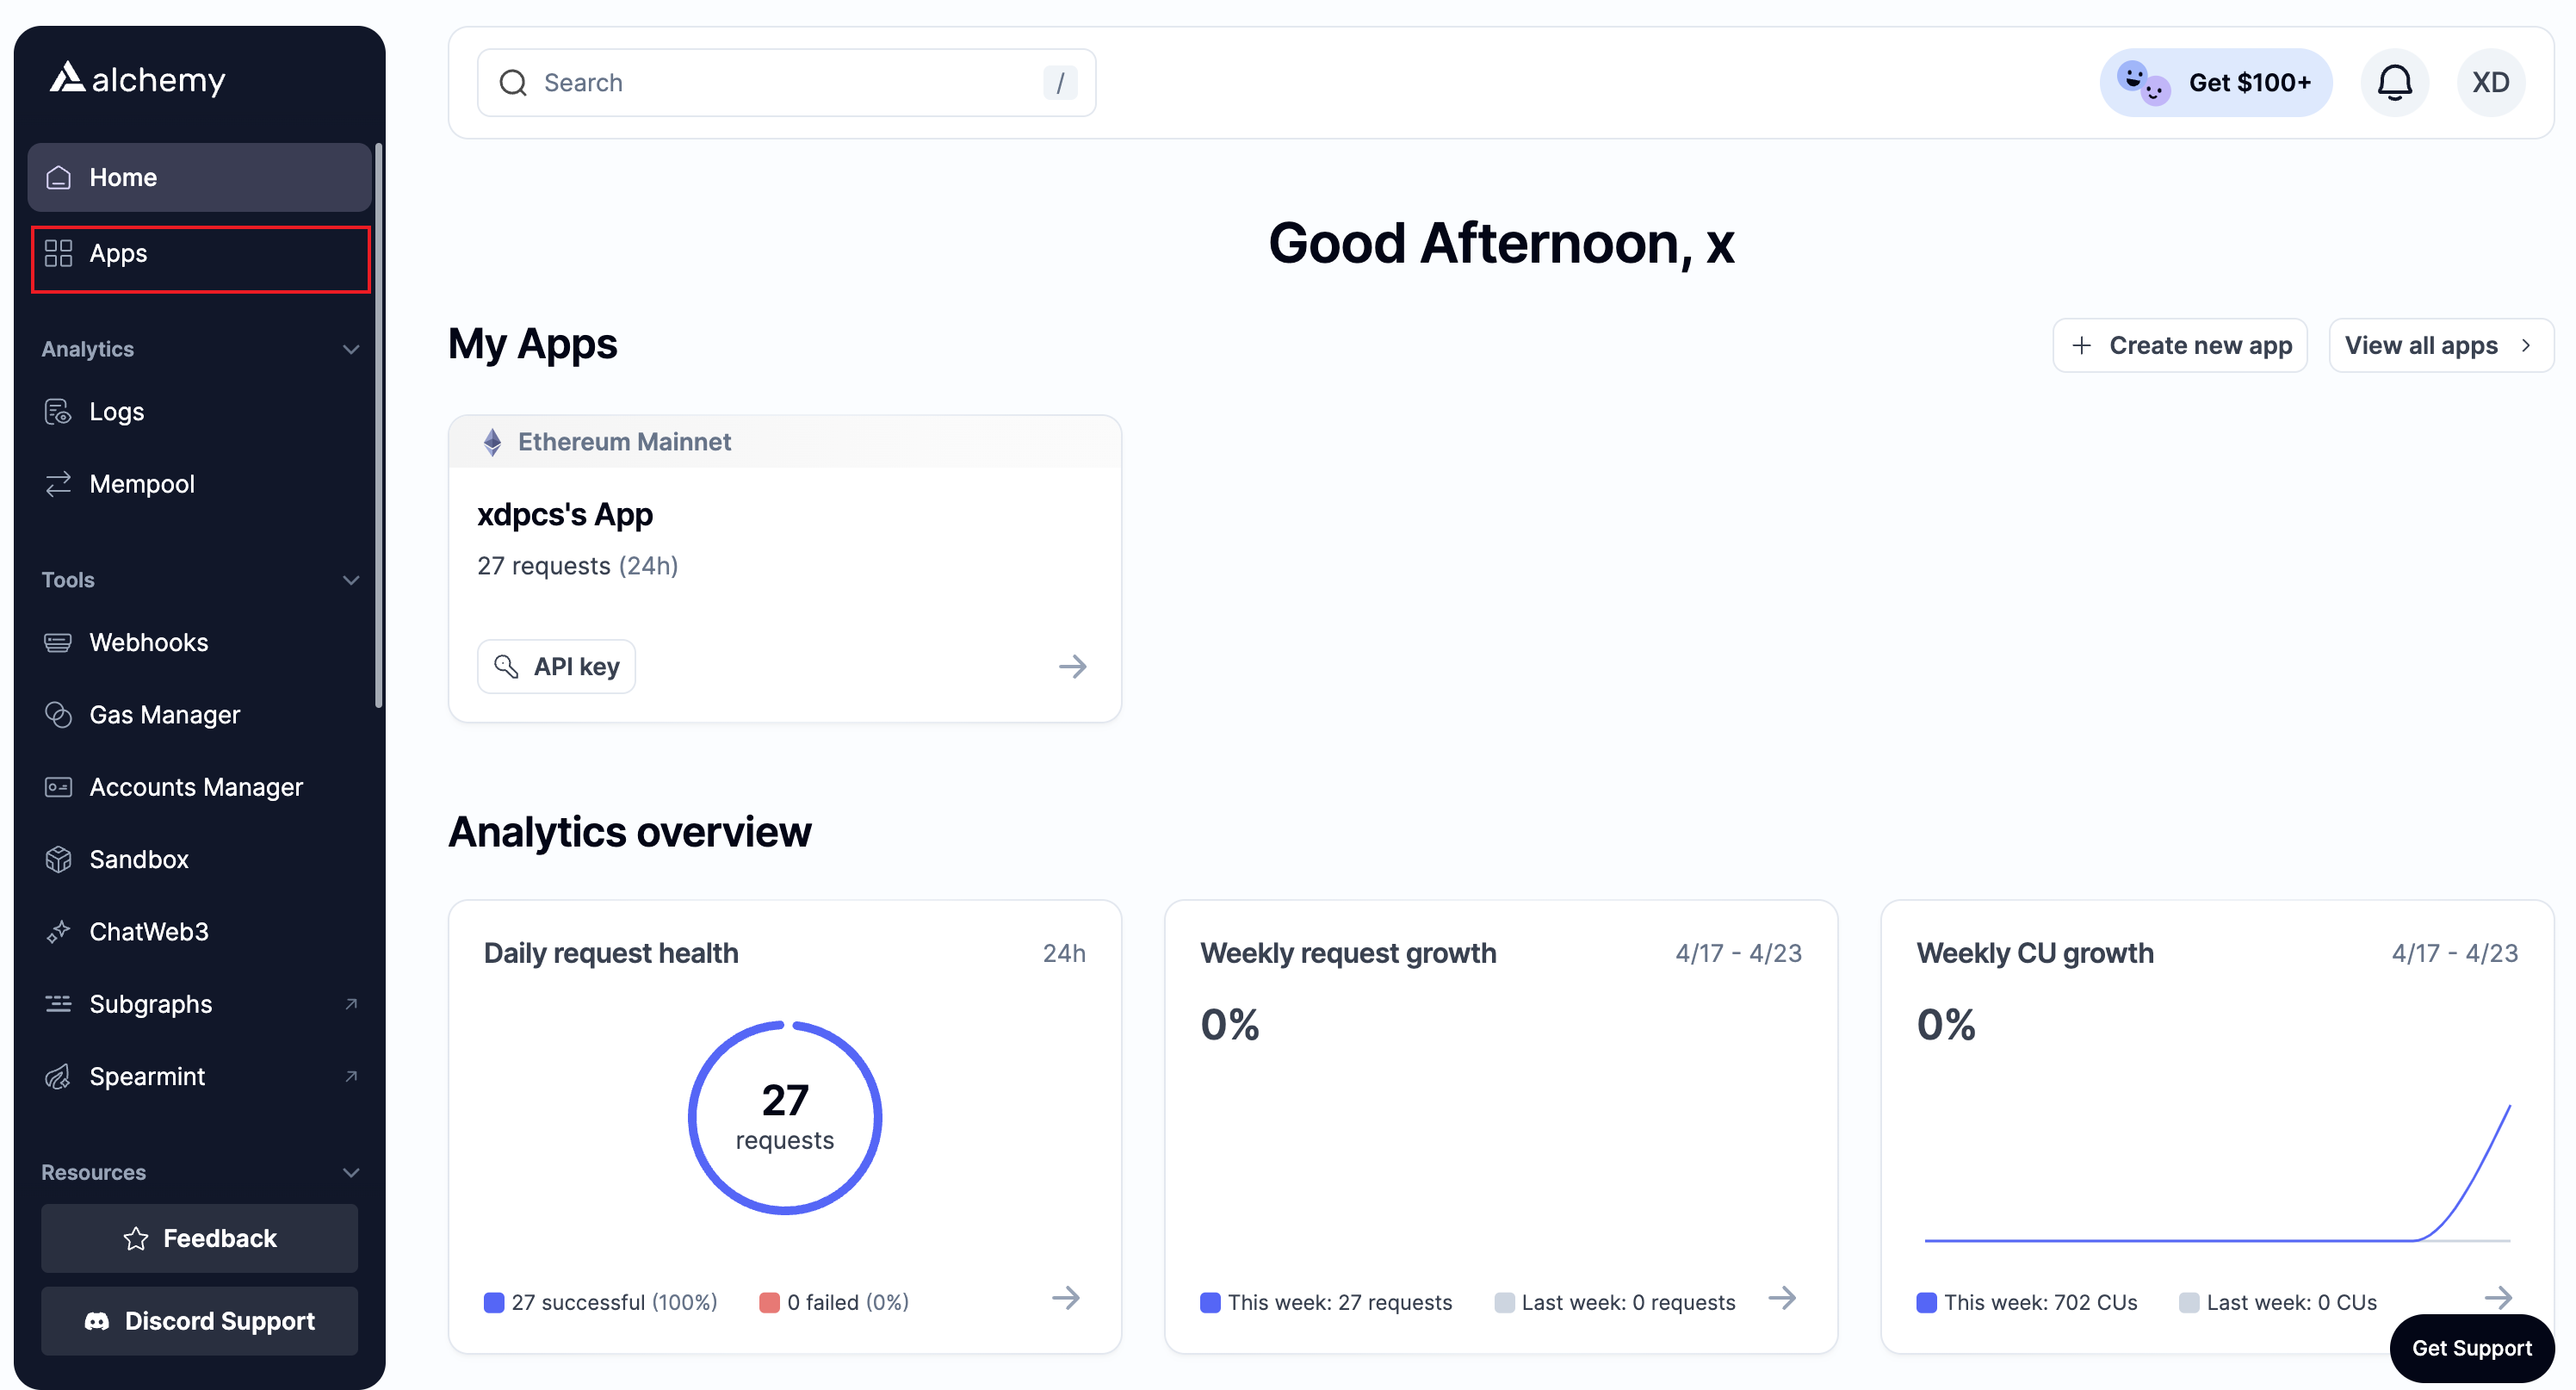 alchemy
Home
Apps
Analytics
Logs
Mempool
Tools
Webhooks
Gas Manager
Accounts Manager
Sandbox
ChatWeb3
Subgraphs
Spearmint
Resources
Feedback
Discord Support
Search /
Get $100+
XD
Good Afternoon, x
My Apps
+ Create new app
View all apps >
Ethereum Mainnet
xdpcs's App
27 requests (24h)
API key
Analytics overview
Daily request health 24h
27
requests
27 successful (100%) 0 failed (0%)
Weekly request growth 4/17 - 4/23
0%
This week: 27 requests Last week: 0 requests
Weekly CU growth 4/17 - 4/23
0%
This week: 702 CUs Last week: 0 CUs
Get Support